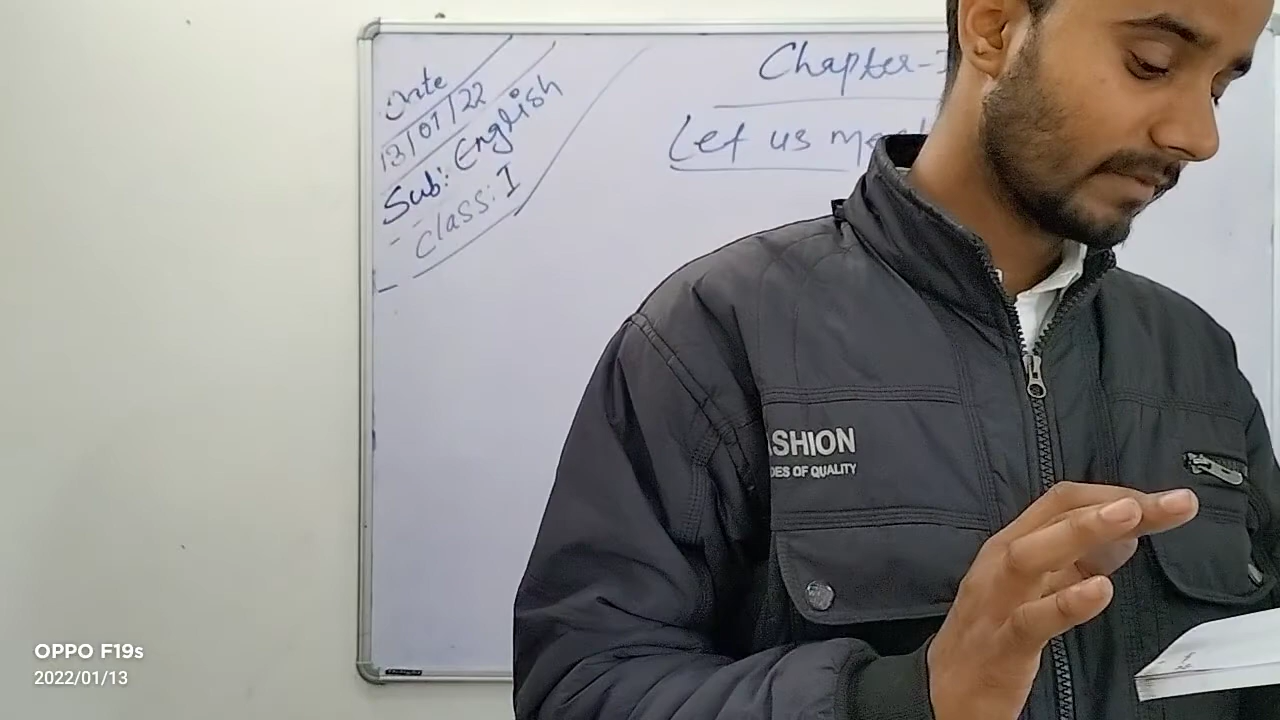 Date
13/01/22
Sub: English
Class: I
Chapter-
Let us
ASHION
DES OF QUALITY
OPPO F19s
2022/01/13